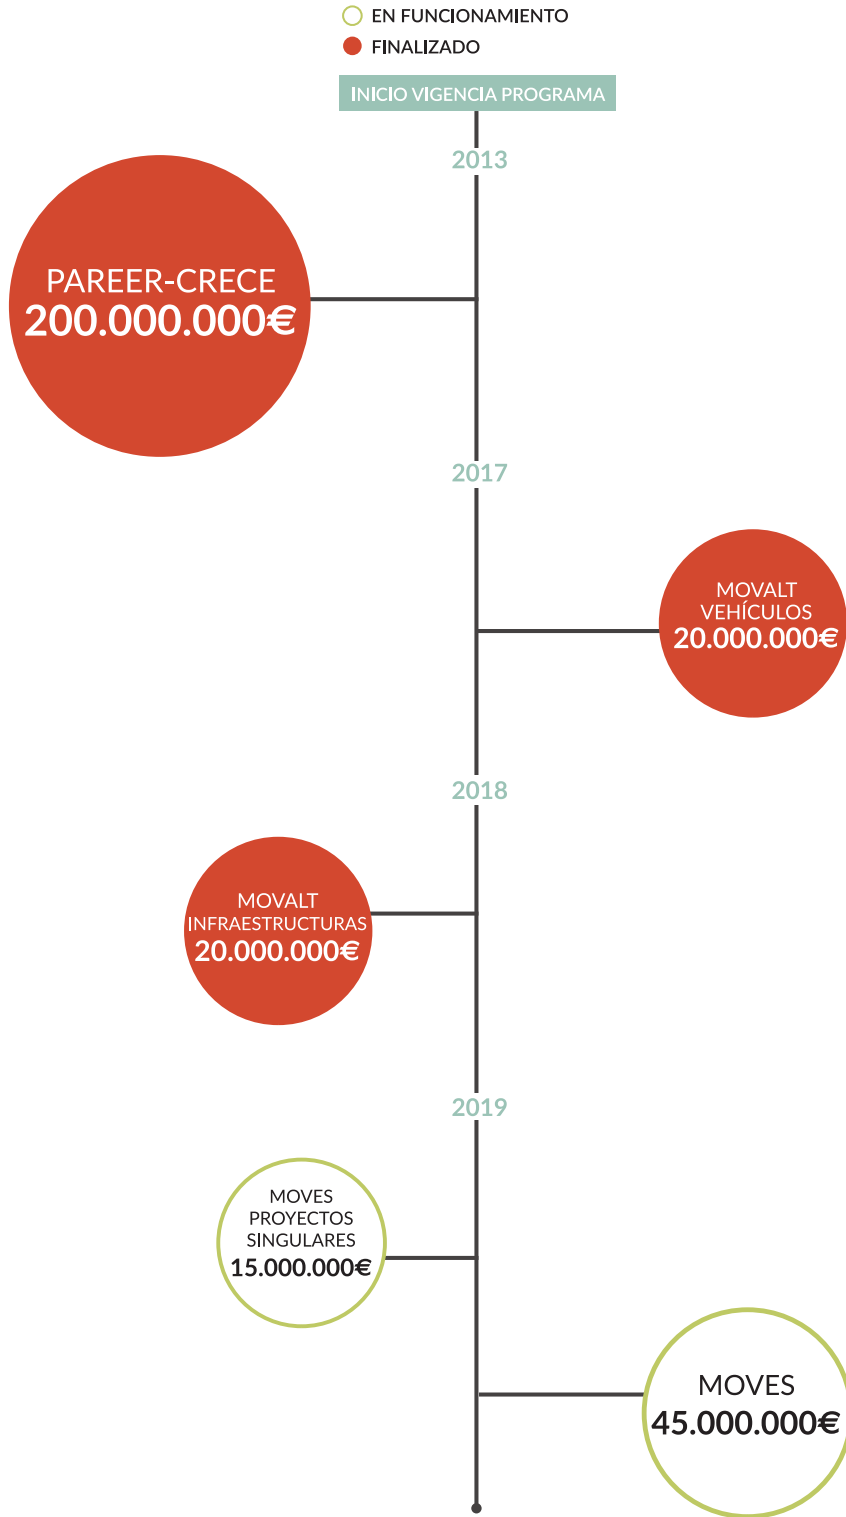 EN FUNCIONAMIENTO
FINALIZADO
INICIO VIGENCIA PROGRAMA
2013
PAREER-CRECE
200.000.000€
2017
MOVALT
VEHÍCULOS
20.000.000€
2018
MOVALT
INFRAESTRUCTURAS
20.000.000€
2019
MOVES
PROYECTOS
SINGULARES
15.000.000€
MOVES
45.000.000€